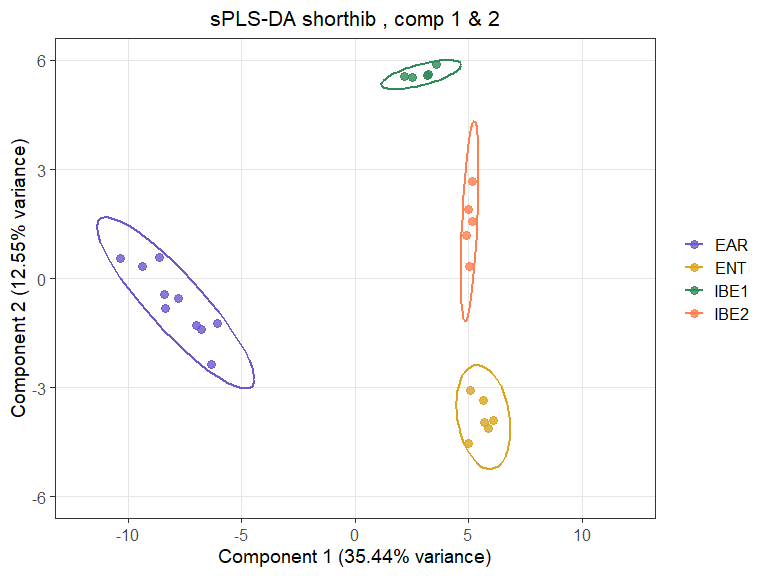 sPLS-DA shorthib , comp 1 & 2
Component 2 (12.55% variance)
6
3
0
-3
-6
-10
-5
0
5
10
Component 1 (35.44% variance)
EAR
ENT
IBE1
IBE2